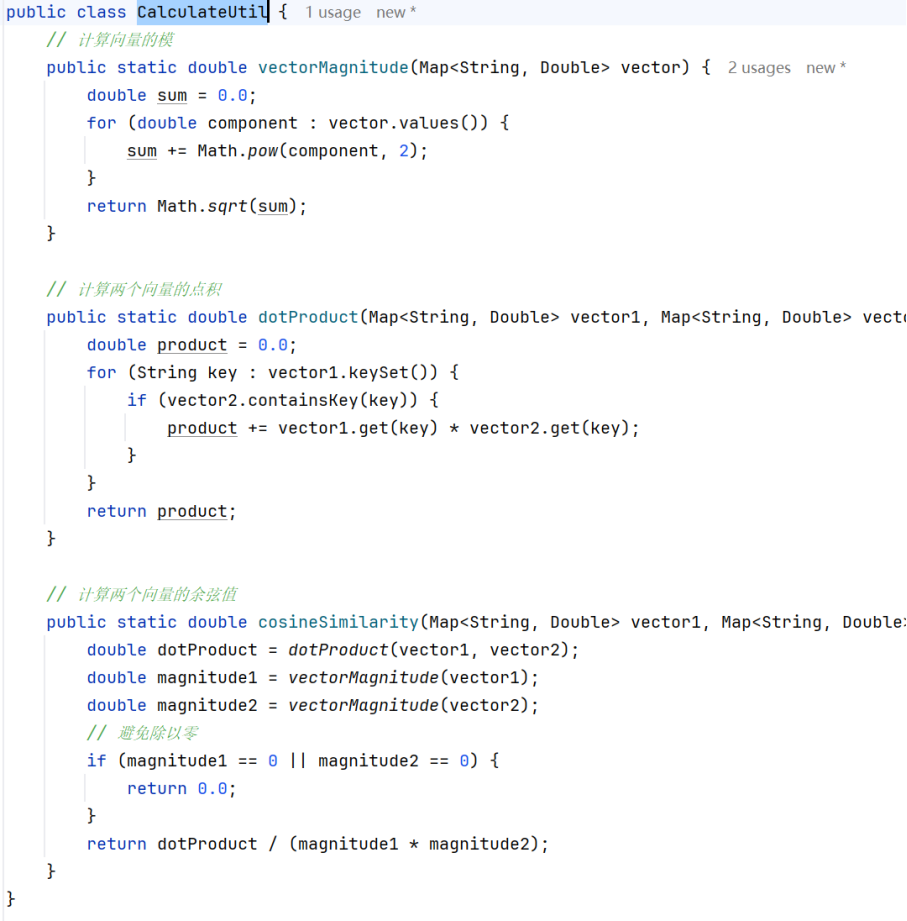 public class CalculateUtil { 1 usage new *
// 计算向量的模
public static double vectorMagnitude(Map<String, Double> vector) { 2 usages new *
double sum = 0.0;
for (double component : vector.values()) {
sum += Math.pow(component, 2);
}
return Math.sqrt(sum);
}
// 计算两个向量的点积
public static double dotProduct(Map<String, Double> vector1, Map<String, Double> vecto
double product = 0.0;
for (String key : vector1.keySet()) {
if (vector2.containsKey(key)) {
product += vector1.get(key) * vector2.get(key);
}
}
return product;
}
// 计算两个向量的余弦值
public static double cosineSimilarity(Map<String, Double> vector1, Map<String, Double>
double dotProduct = dotProduct(vector1, vector2);
double magnitude1 = vectorMagnitude(vector1);
double magnitude2 = vectorMagnitude(vector2);
// 避免除以零
if (magnitude1 == 0 || magnitude2 == 0) {
return 0.0;
}
return dotProduct / (magnitude1 * magnitude2);
}
}